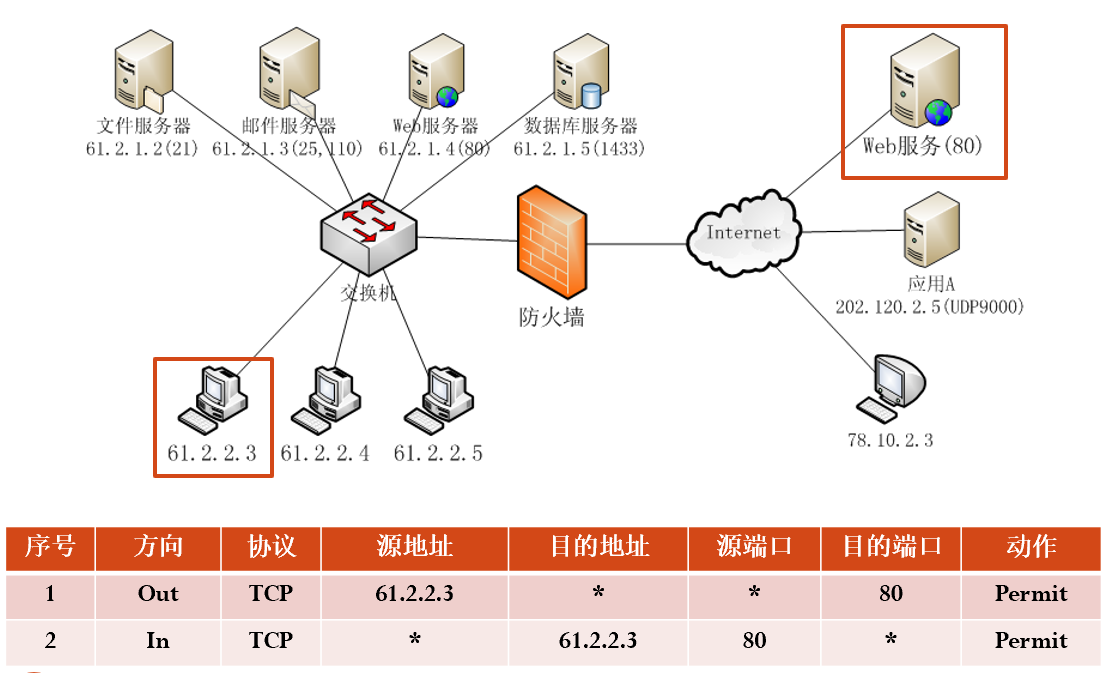 文件服务器
61.2.1.2(21)
邮件服务器
61.2.1.3(25,110)
Web服务器
61.2.1.4(80)
数据库服务器
61.2.1.5(1433)
Web服务(80)
Internet
应用A
202.120.2.5(UDP9000)
交换机
防火墙
61.2.2.3
61.2.2.4
61.2.2.5
78.10.2.3
序号 方向 协议 源地址 目的地址 源端口 目的端口 动作
1 Out TCP 61.2.2.3 * * 80 Permit
2 In TCP * 61.2.2.3 80 * Permit